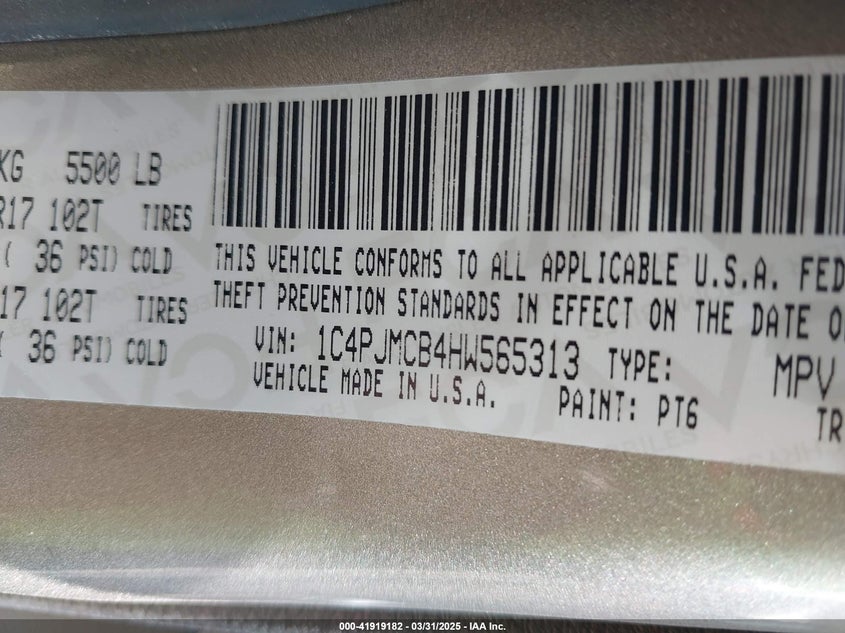 KG 5500 LB
R17 102T TIRES
( 36 PSI) COLD
17 102T TIRES
( 36 PSI) COLD
THIS VEHICLE CONFORMS TO ALL APPLICABLE U.S.A. FED
THEFT PREVENTION STANDARDS IN EFFECT ON THE DATE O
VIN: 1C4PJMCB4HW565313 TYPE: MPV
VEHICLE MADE IN U.S.A. PAINT: PT6 TR
000-41919182 - 03/31/2025 - IAA Inc.